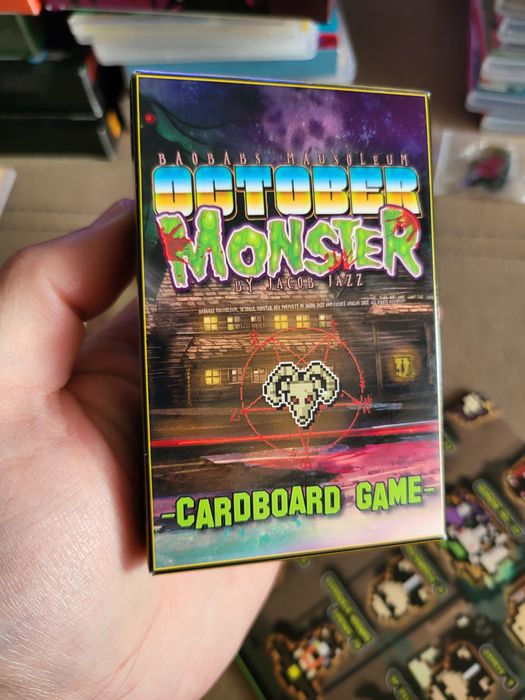 BAOBABS MAUSOLEUM
OCTOBER
MONSTER
BY JACOB JAZZ
-CARDBOARD GAME-